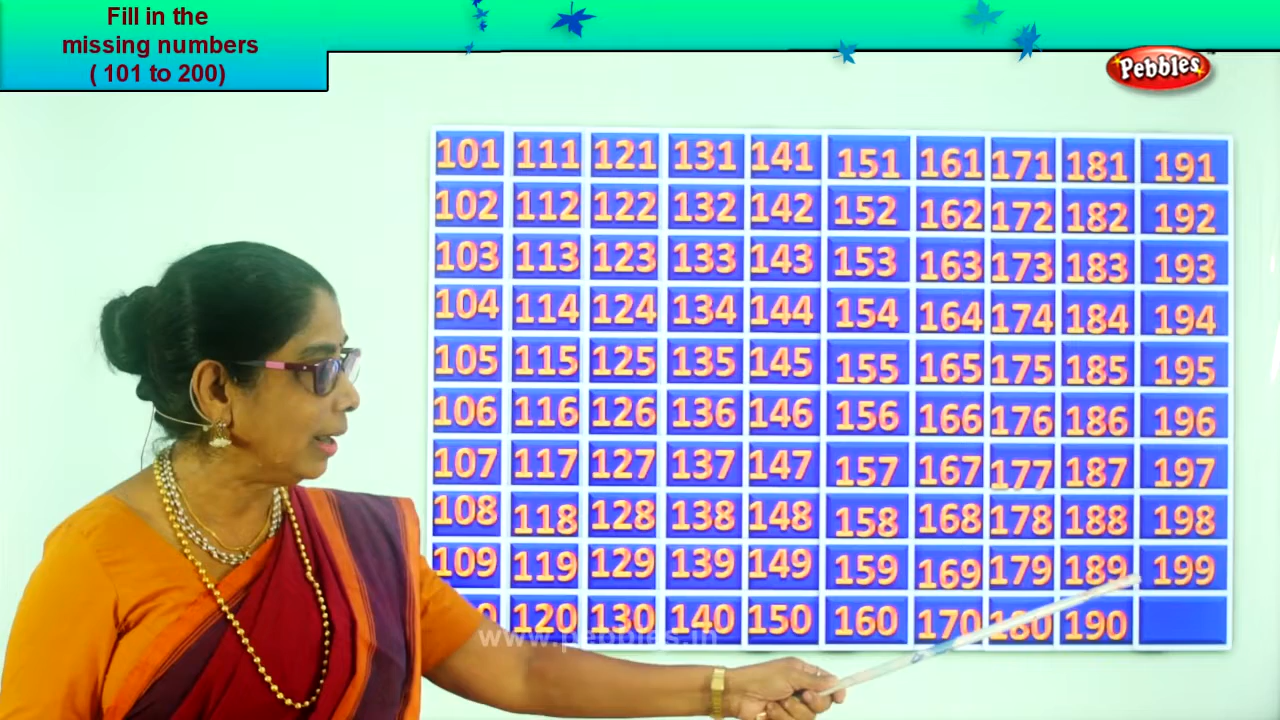 Fill in the
missing numbers
( 101 to 200)
Pebbles
101 111 121 131 141 151 161 171 181 191
102 112 122 132 142 152 162 172 182 192
103 113 123 133 143 153 163 173 183 193
104 114 124 134 144 154 164 174 184 194
105 115 125 135 145 155 165 175 185 195
106 116 126 136 146 156 166 176 186 196
107 117 127 137 147 157 167 177 187 197
108 118 128 138 148 158 168 178 188 198
109 119 129 139 149 159 169 179 189 199
0 120 130 140 150 160 170 180 190
www.pebbles.in